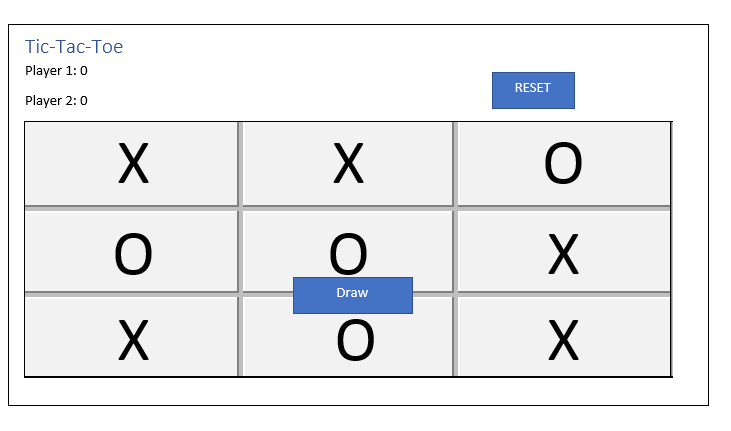 Tic-Tac-Toe
Player 1: 0
RESET
Player 2: 0
X X O
O O X
Draw
X O X